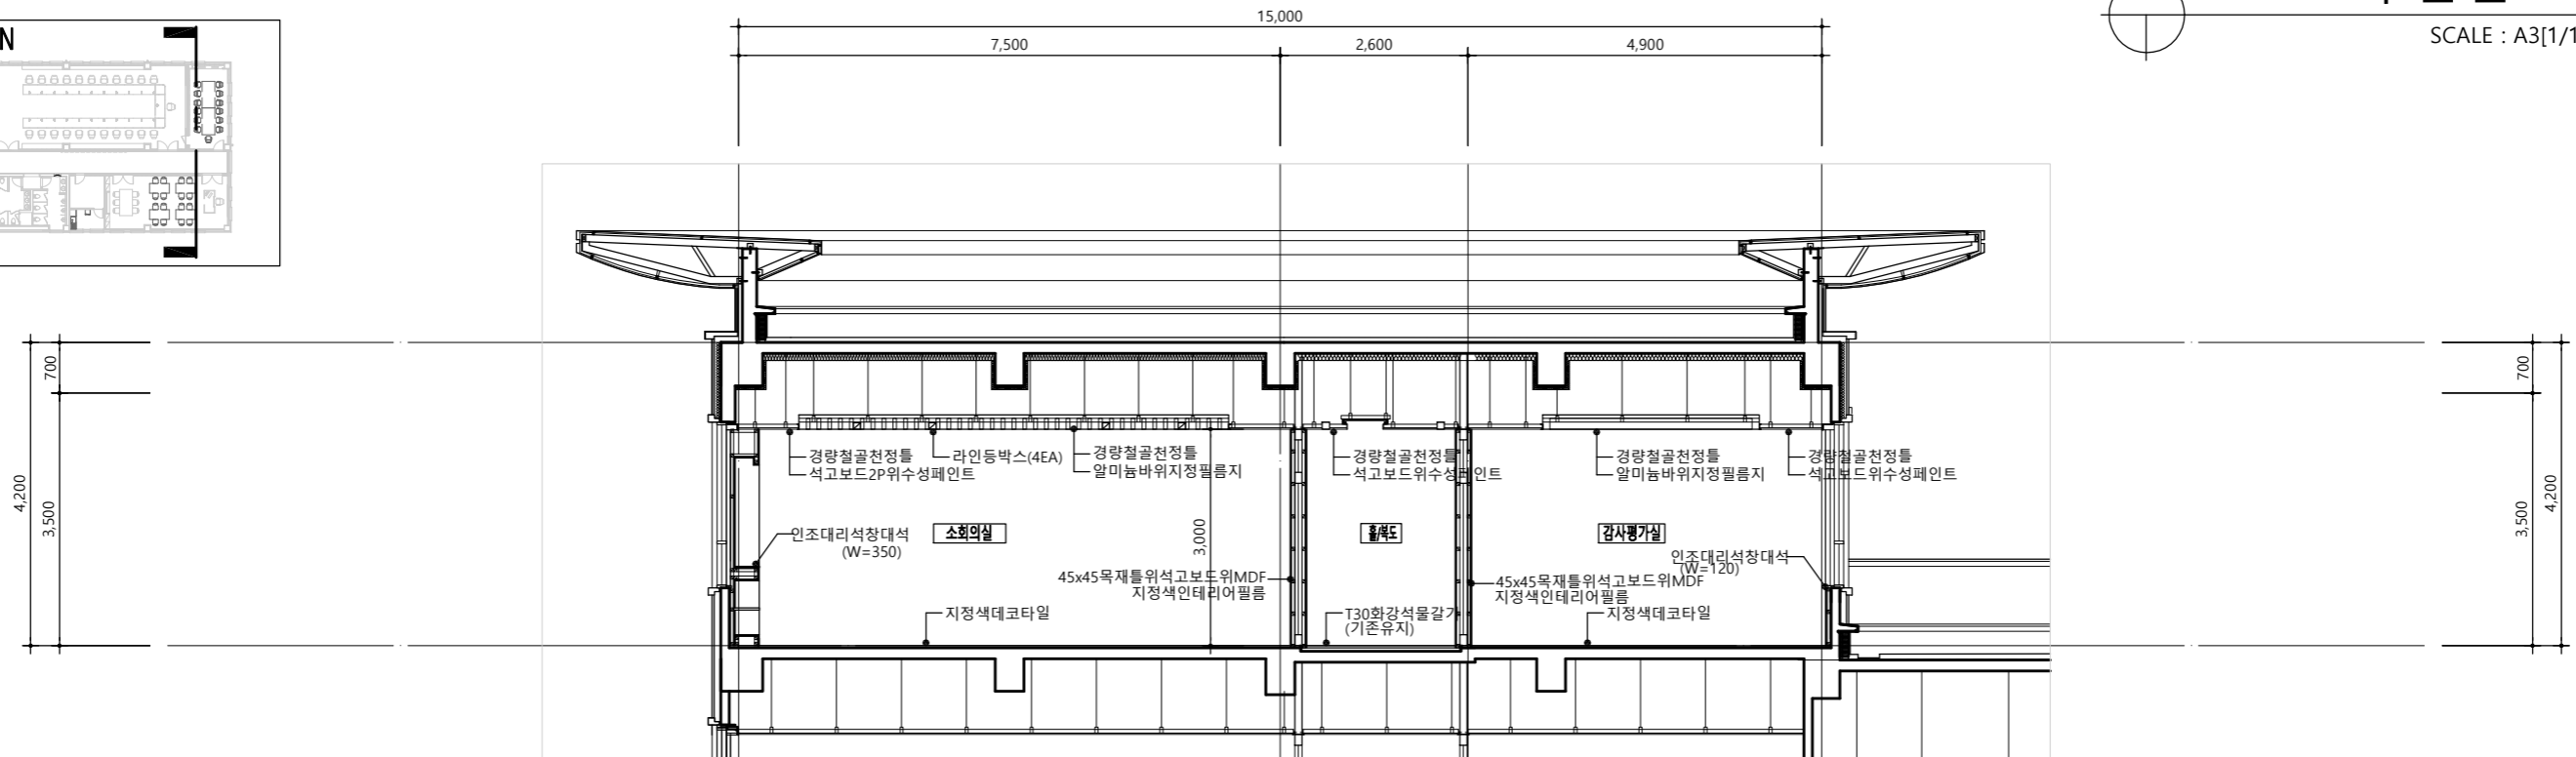 N
15,000
7,500
2,600
4,900
SCALE : A3[1/1
700
4,200
3,500
700
3,500
4,200
경량철골천정틀
석고보드2P위수성페인트
라인등박스(4EA)
경량철골천정틀
알미늄바위지정필름지
경량철골천정틀
석고보드위수성페인트
경량철골천정틀
알미늄바위지정필름지
경량철골천정틀
석고보드위수성페인트
인조대리석창대석
(W=350)
소회의실
3,000
홀/복도
감사평가실
인조대리석창대석
(W=120)
45x45목재틀위석고보드위MDF
지정색인테리어필름
45x45목재틀위석고보드위MDF
지정색인테리어필름
지정색데코타일
T30화강석물갈기
(기존유지)
지정색데코타일